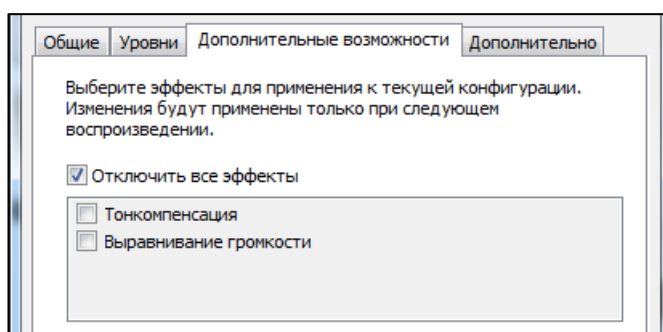 Общие Уровни Дополнительные возможности Дополнительно
Выберите эффекты для применения к текущей конфигурации.
Изменения будут применены только при следующем
воспроизведении.
Отключить все эффекты
Тонкомпенсация
Выравнивание громкости